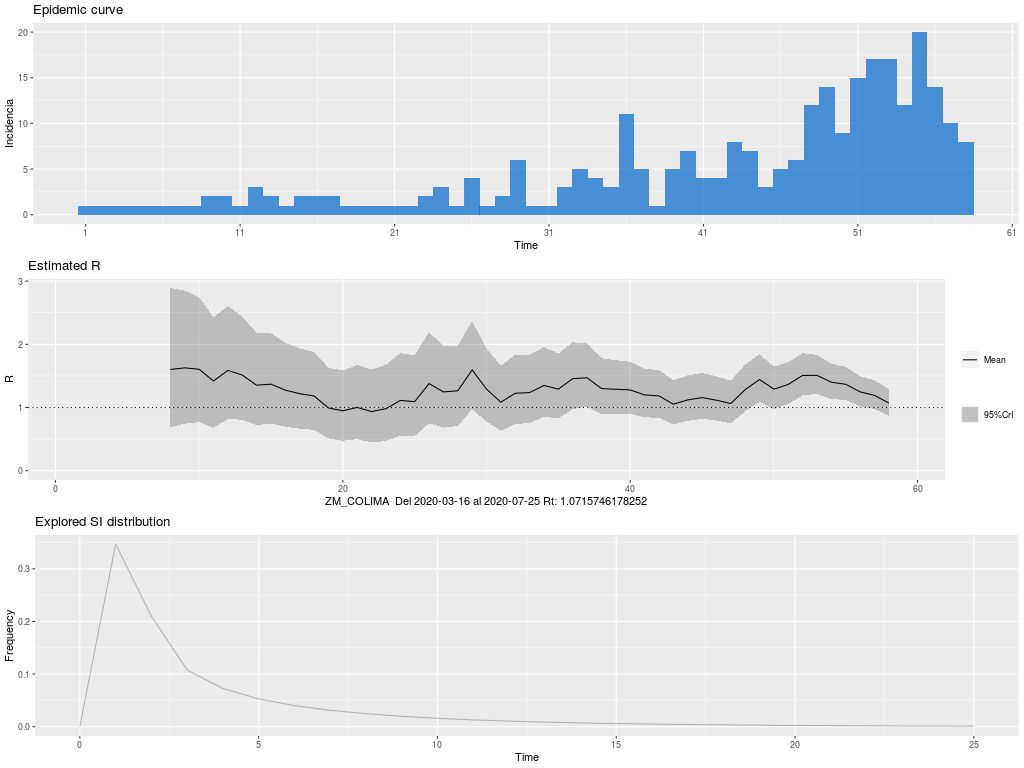 Epidemic curve
20
15
10
5
0
Incidencia
1 11 21 31 41 51 61
Time
Estimated R
3
2
1
0
R
Mean
95%CrI
0 20 40 60
ZM_COLIMA Del 2020-03-16 al 2020-07-25 Rt: 1.0715746178252
Explored SI distribution
0.3
0.2
0.1
0.0
Frequency
0 5 10 15 20 25
Time